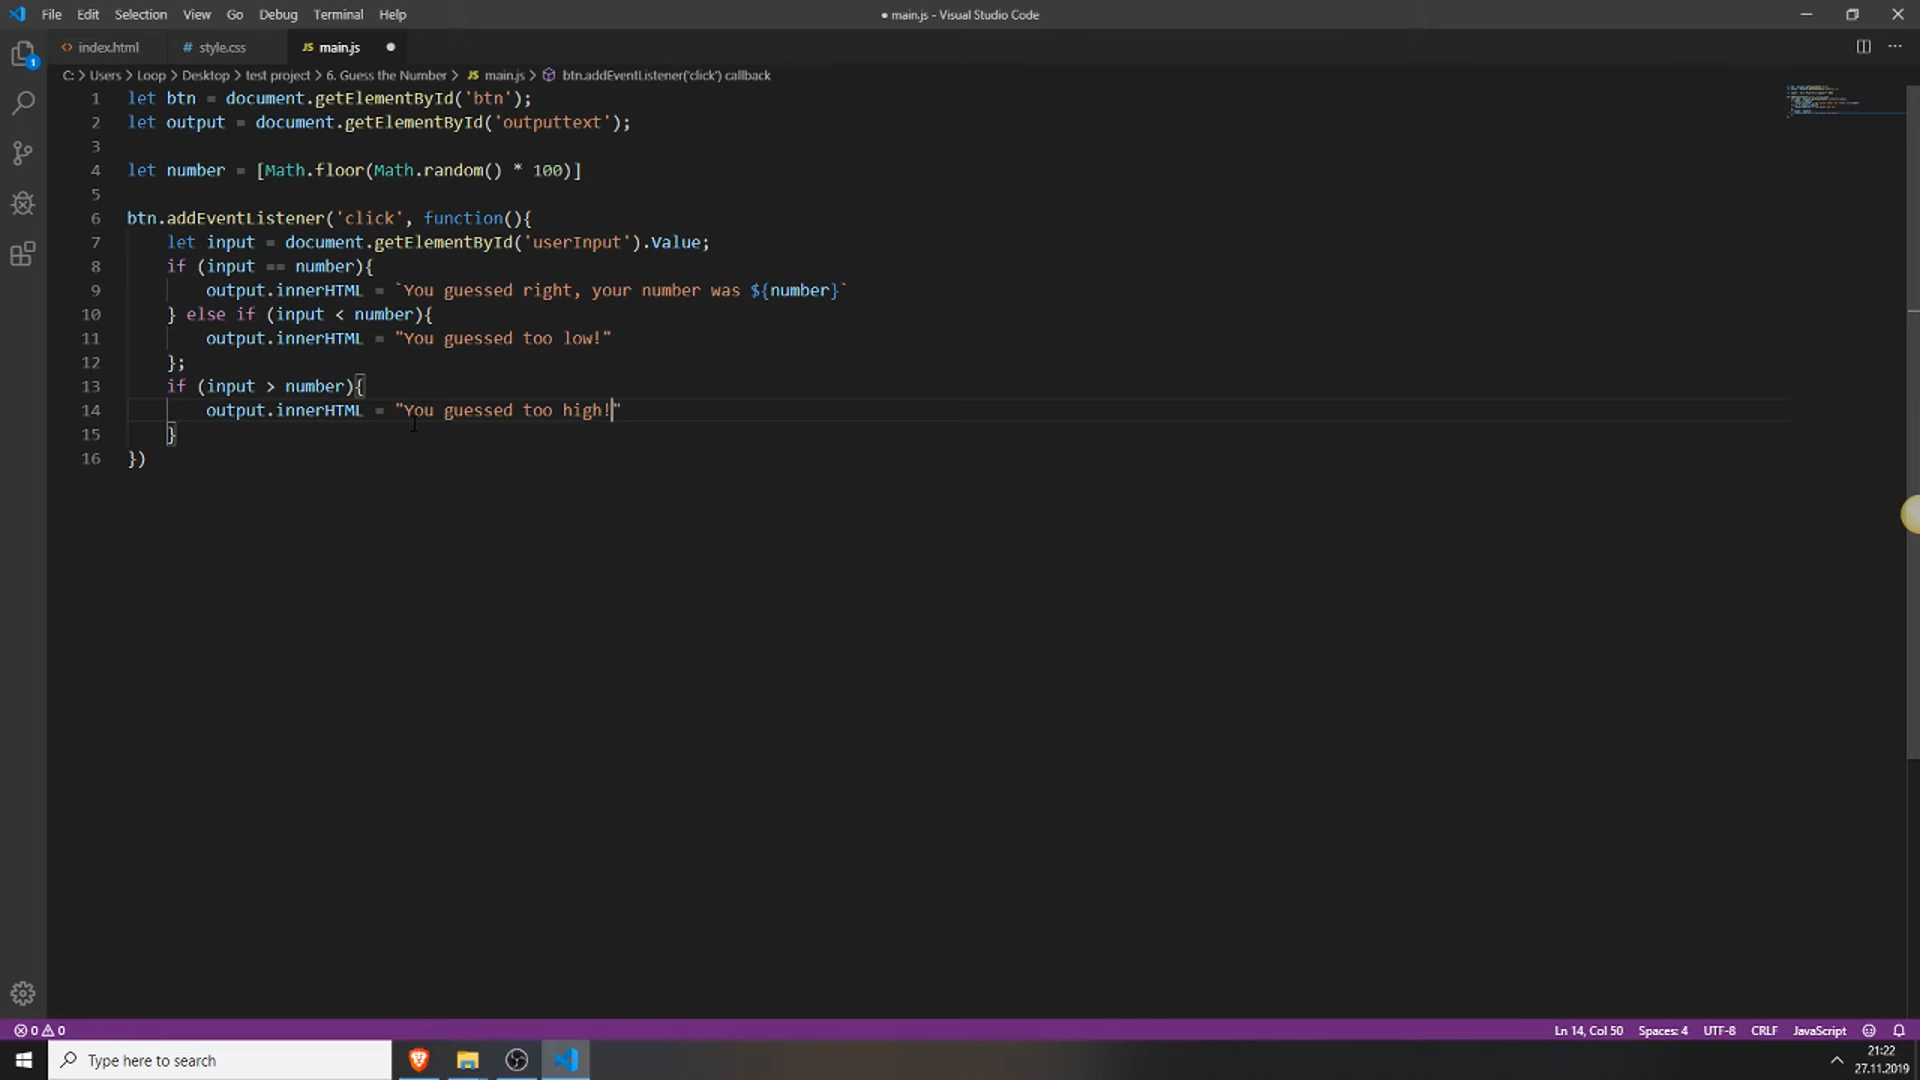 File Edit Selection View Go Debug Terminal Help
● main.js - Visual Studio Code
index.html
# style.css
JS main.js ●
C: > Users > Loop > Desktop > test project > 6. Guess the Number > JS main.js > btn.addEventListener('click') callback
1 let btn = document.getElementById('btn');
2 let output = document.getElementById('outputtext');
3
4 let number = [Math.floor(Math.random() * 100)]
5
6 btn.addEventListener('click', function(){
7 let input = document.getElementById('userInput').Value;
8 if (input == number){
9 output.innerHTML = `You guessed right, your number was ${number}`
10 } else if (input < number){
11 output.innerHTML = "You guessed too low!"
12 };
13 if (input > number){
14 output.innerHTML = "You guessed too high!"
15 }
16 })
1
0 0
Ln 14, Col 50 Spaces: 4 UTF-8 CRLF JavaScript
Type here to search
21:22
27.11.2019